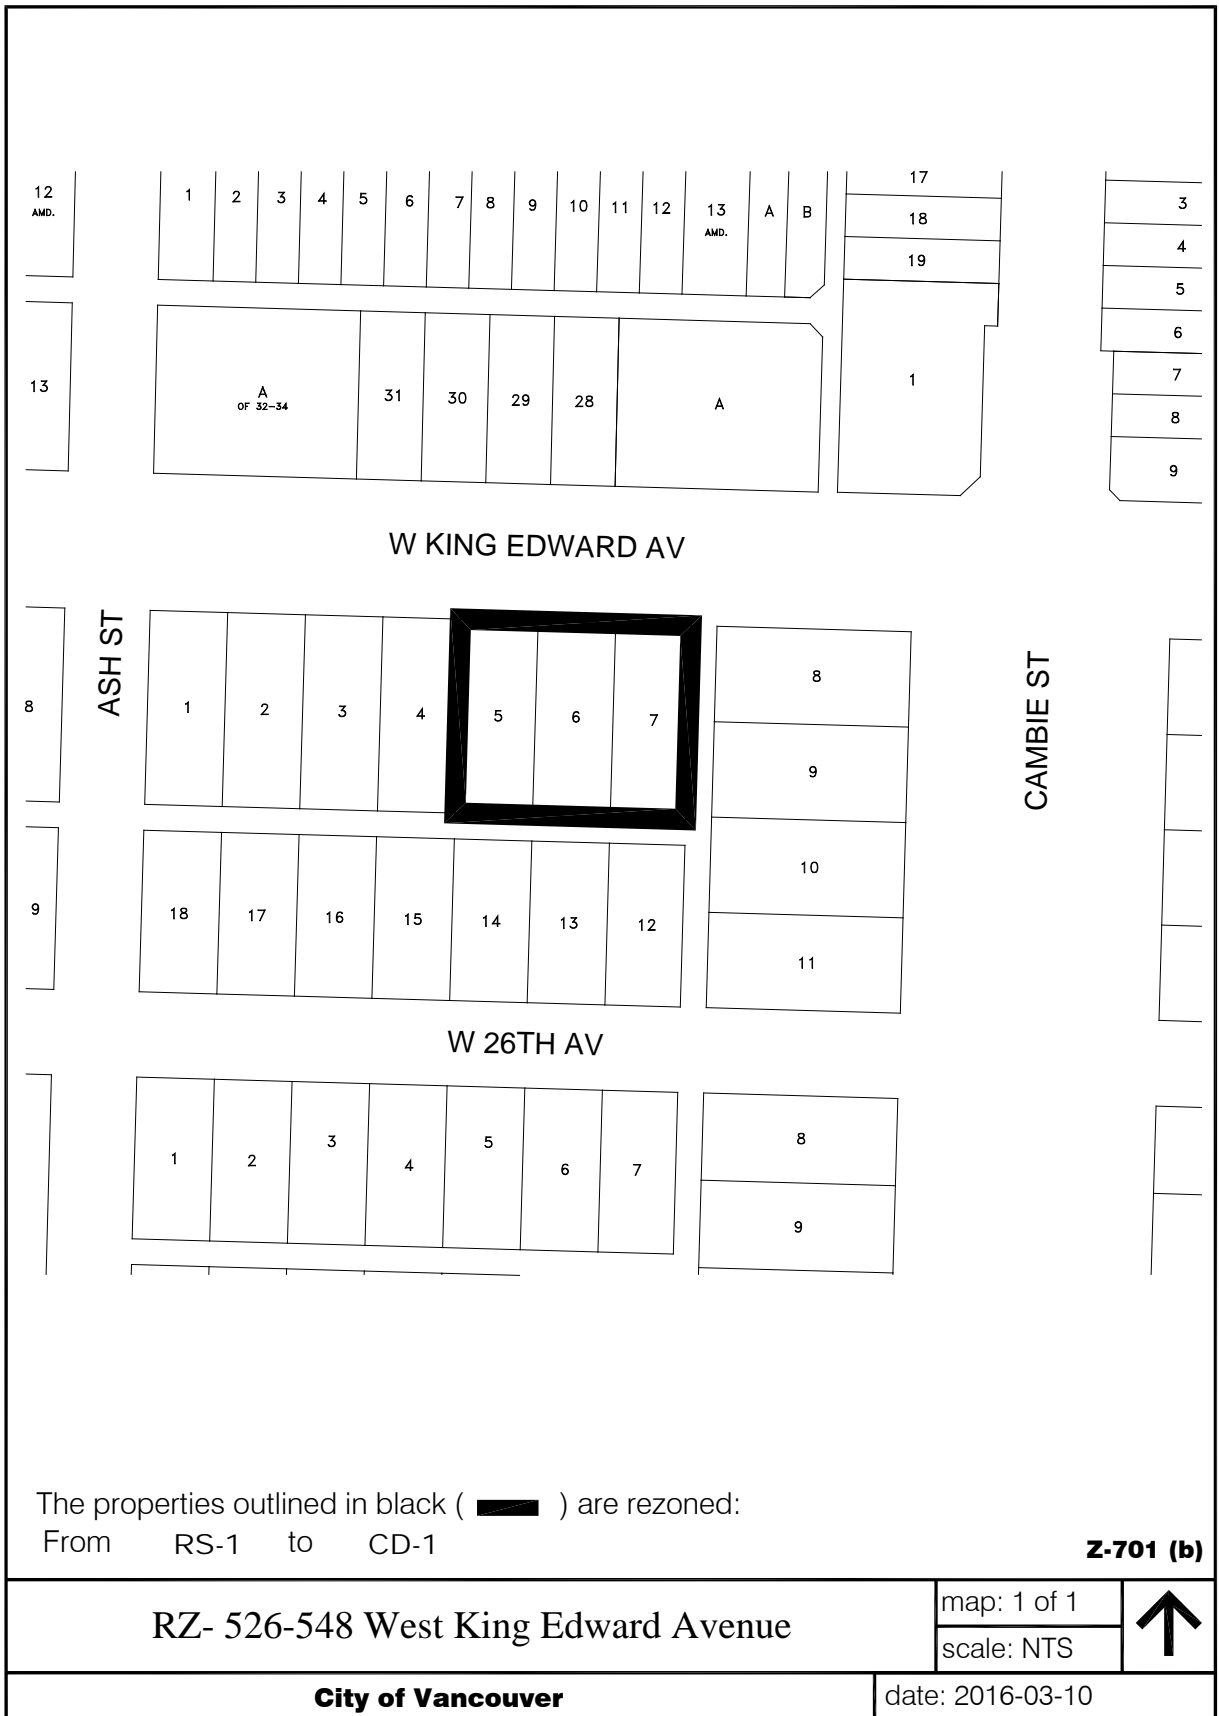 12 1 2 3 4 5 6 7 8 9 10 11 12 13 A B 17 3
AMD. AMD. 18 4
19 5
6
13 A 31 30 29 28 A 1 7
OF 32-34 8
9
W KING EDWARD AV
ASH ST
CAMBIE ST
8 1 2 3 4 5 6 7 8
9
9 18 17 16 15 14 13 12 10
11
W 26TH AV
1 2 3 4 5 6 7 8
9
The properties outlined in black ( ) are rezoned:
From RS-1 to CD-1
Z-701 (b)
RZ- 526-548 West King Edward Avenue
map: 1 of 1
scale: NTS
City of Vancouver
date: 2016-03-10